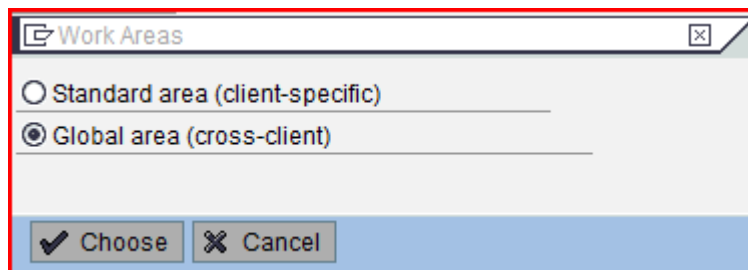 Work Areas
Standard area (client-specific)
Global area (cross-client)
Choose Cancel